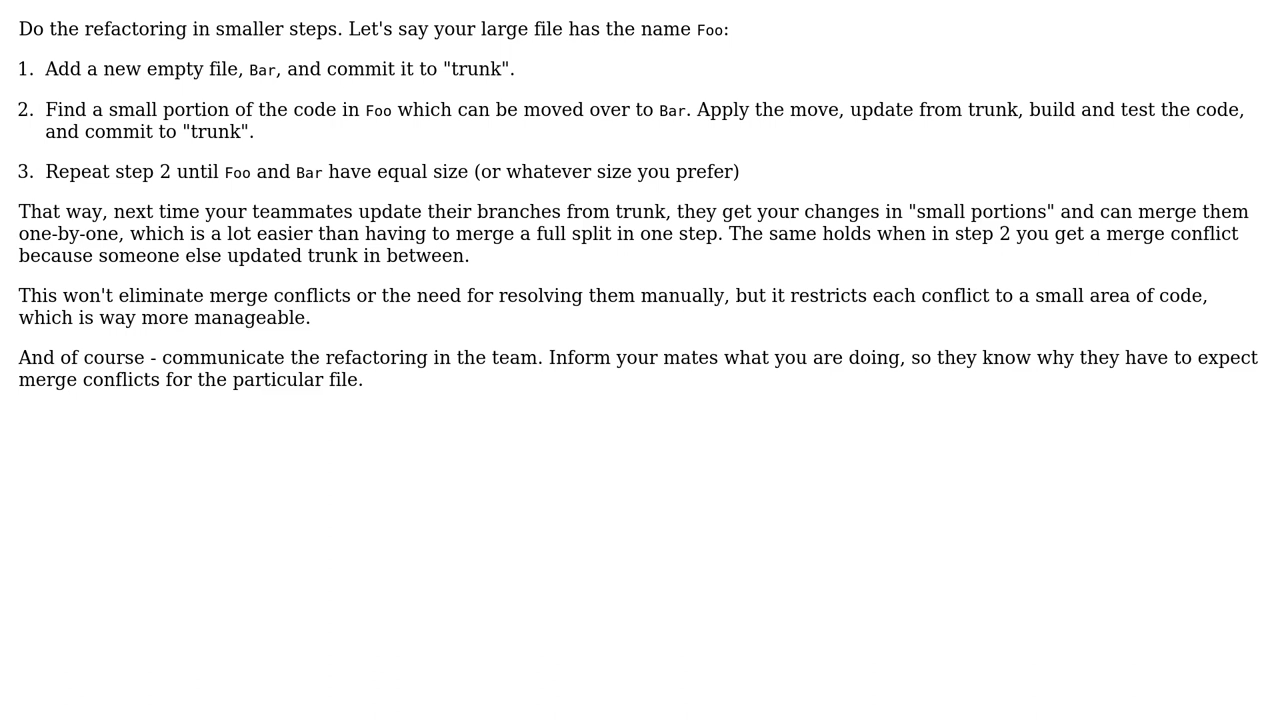 Do the refactoring in smaller steps. Let's say your large file has the name Foo:
1. Add a new empty file, Bar, and commit it to "trunk".
2. Find a small portion of the code in Foo which can be moved over to Bar. Apply the move, update from trunk, build and test the code,
and commit to "trunk".
3. Repeat step 2 until Foo and Bar have equal size (or whatever size you prefer)
That way, next time your teammates update their branches from trunk, they get your changes in "small portions" and can merge them
one-by-one, which is a lot easier than having to merge a full split in one step. The same holds when in step 2 you get a merge conflict
because someone else updated trunk in between.
This won't eliminate merge conflicts or the need for resolving them manually, but it restricts each conflict to a small area of code,
which is way more manageable.
And of course - communicate the refactoring in the team. Inform your mates what you are doing, so they know why they have to expect
merge conflicts for the particular file.